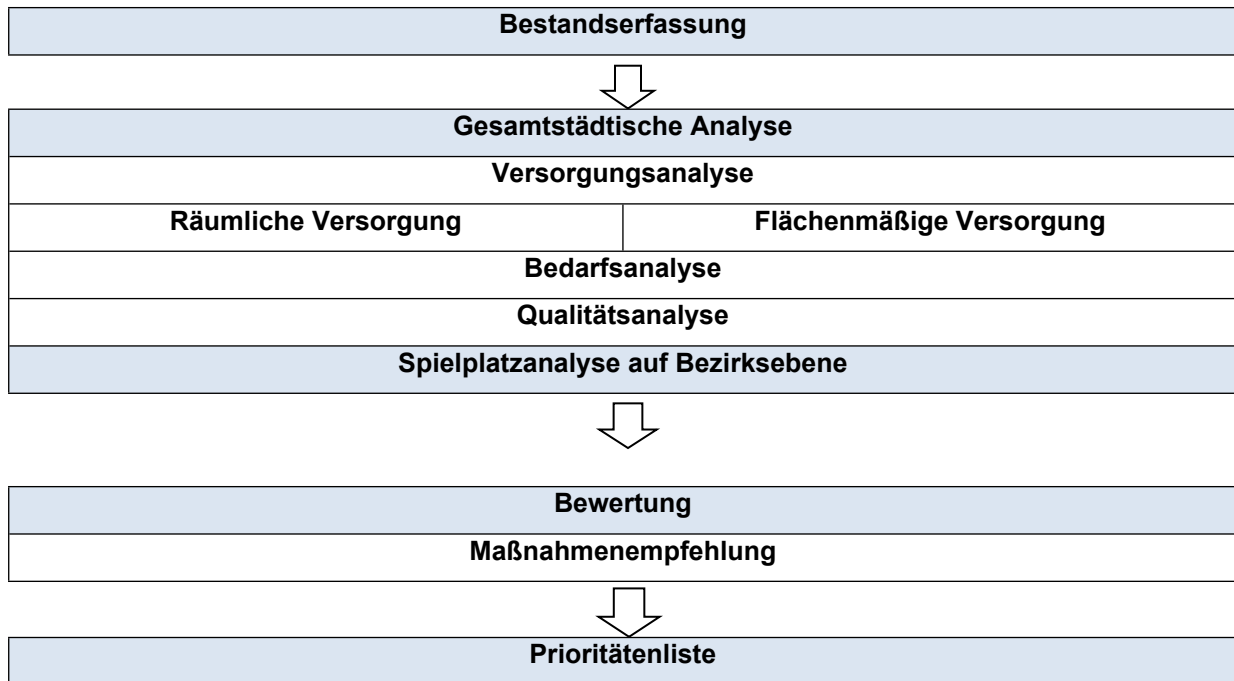 Bestandserfassung
Gesamtstädtische Analyse
Versorgungsanalyse
Räumliche Versorgung
Flächenmäßige Versorgung
Bedarfsanalyse
Qualitätsanalyse
Spielplatzanalyse auf Bezirksebene
Bewertung
Maßnahmenempfehlung
Prioritätenliste